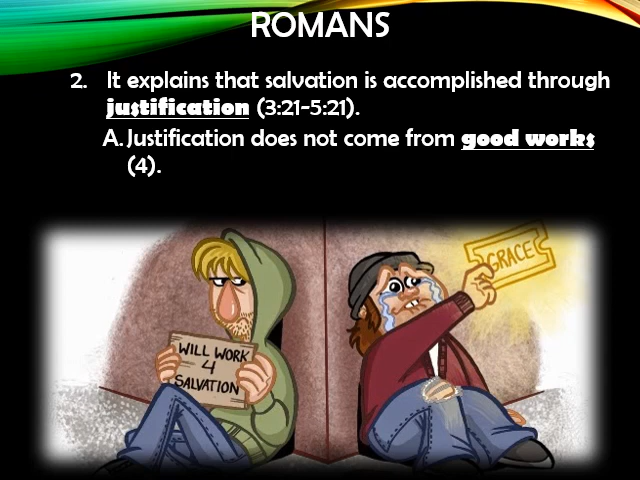 ROMANS
2. It explains that salvation is accomplished through
justification (3:21-5:21).
A. Justification does not come from good works
(4).
GRACE
WILL WORK
4
SALVATION